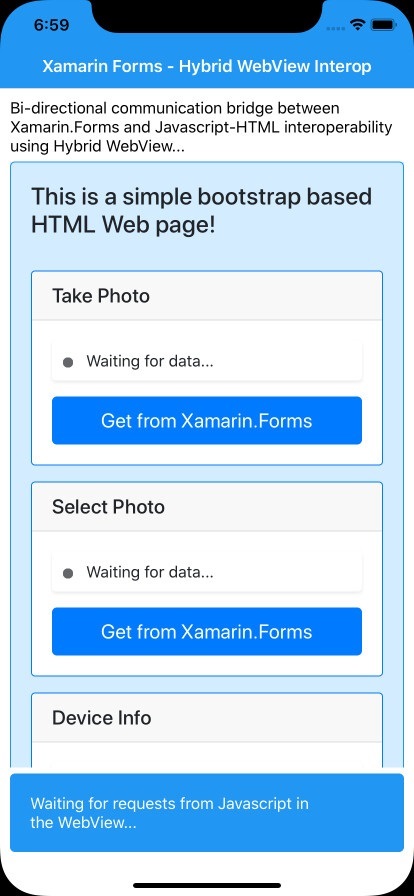 6:59
Xamarin Forms - Hybrid WebView Interop
Bi-directional communication bridge between
Xamarin.Forms and Javascript-HTML interoperability
using Hybrid WebView...
This is a simple bootstrap based
HTML Web page!
Take Photo
Waiting for data...
Get from Xamarin.Forms
Select Photo
Waiting for data...
Get from Xamarin.Forms
Device Info
Waiting for requests from Javascript in
the WebView...